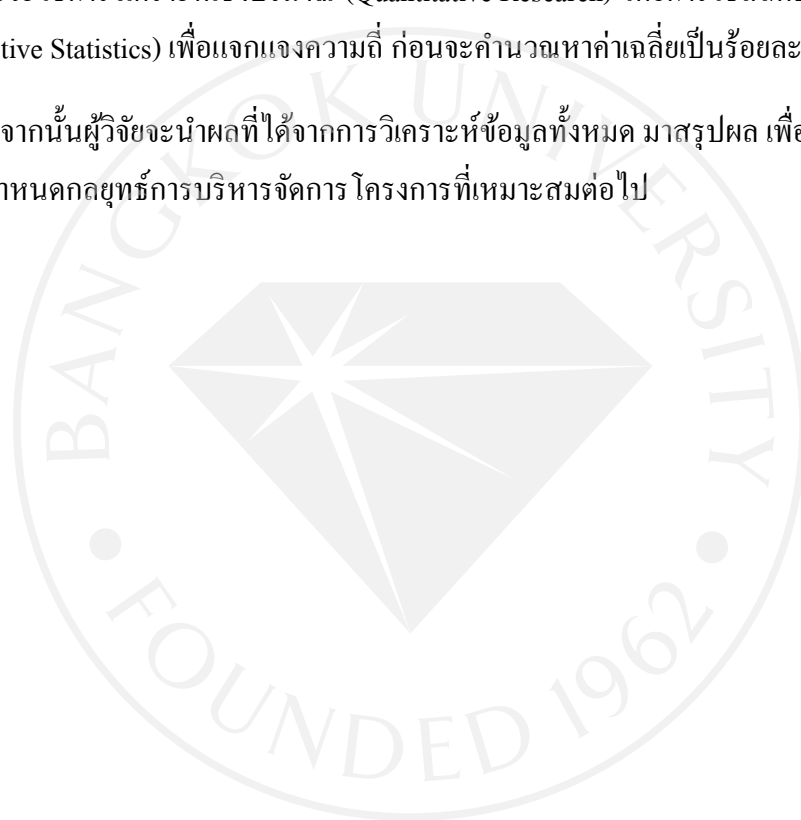 (Quantitative Research)
tive Statistics) เพื่อแจกแจงความถี่ ก่อนจะคำนวณหาค่าเฉลี่ยเป็นร้อยละ
จากนั้นผู้วิจัยจะนำผลที่ได้จากการวิเคราะห์ข้อมูลทั้งหมด มาสรุปผล เพื่อ
าหนดกลยุทธ์การบริหารจัดการโครงการที่เหมาะสมต่อไป
BANGKOK UNIVERSITY
FOUNDED 1962